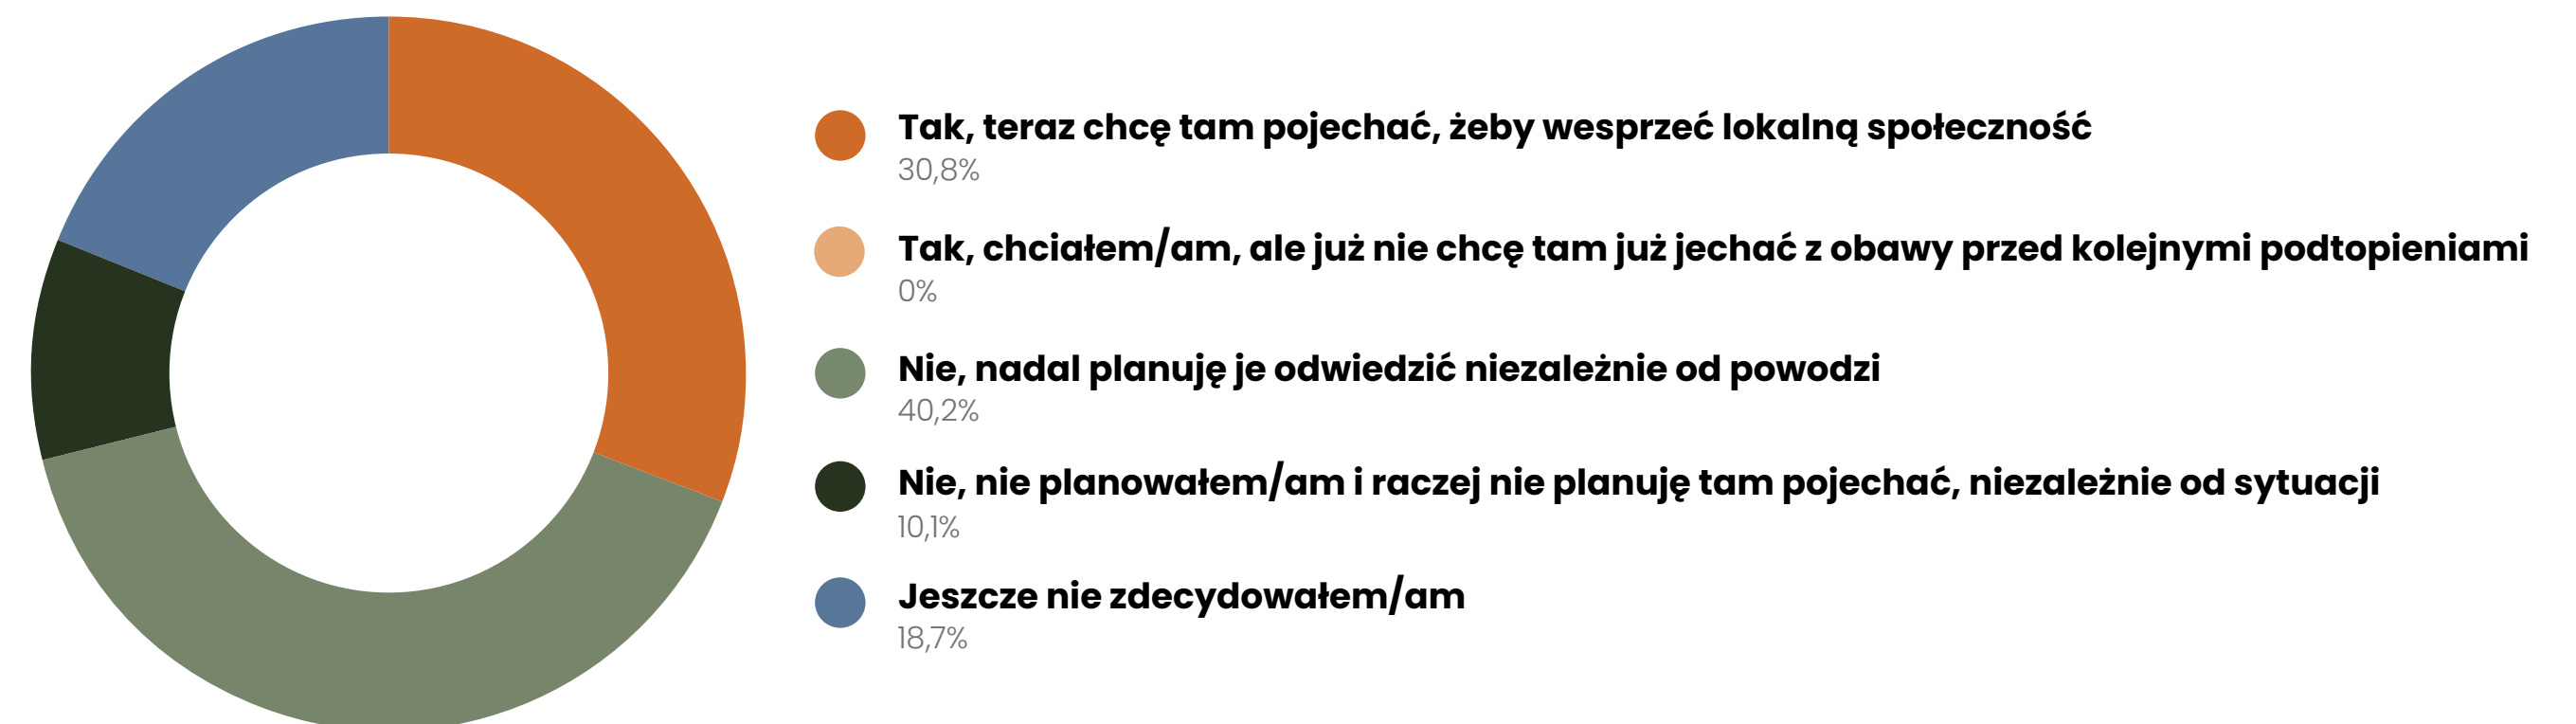 Tak, teraz chcę tam pojechać, żeby wesprzeć lokalną społeczność
30,8%
Tak, chciałem/am, ale już nie chcę tam już jechać z obawy przed kolejnymi podtopieniami
0%
Nie, nadal planuję je odwiedzić niezależnie od powodzi
40,2%
Nie, nie planowałem/am i raczej nie planuję tam pojechać, niezależnie od sytuacji
10,1%
Jeszcze nie zdecydowałem/am
18,7%